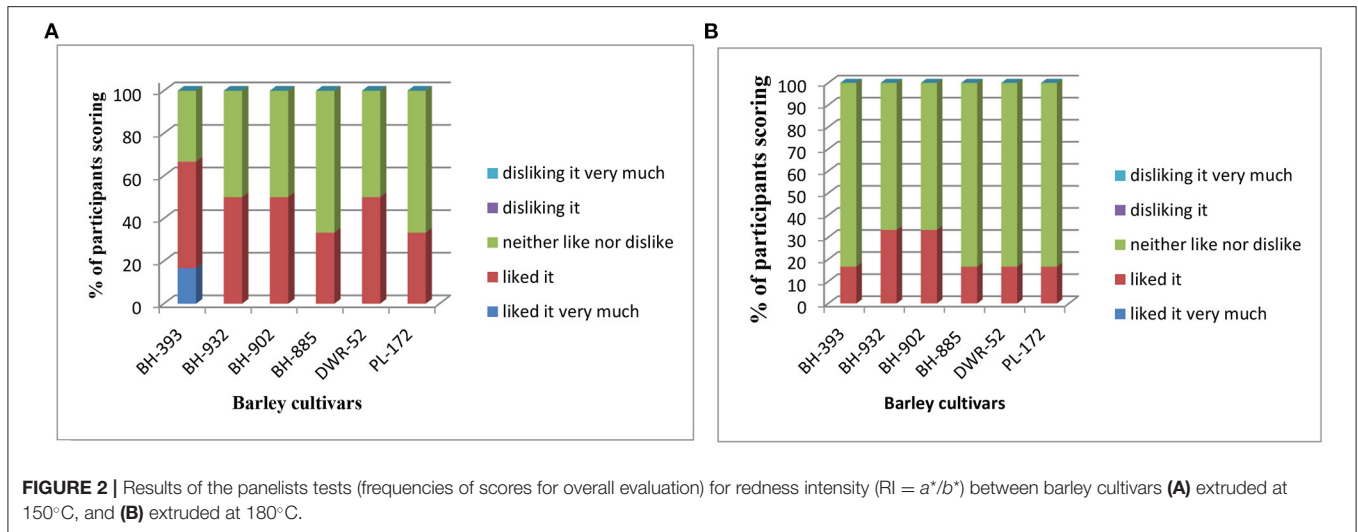 A
% of participants scoring
100
80
60
40
20
0
BH-393
BH-932
BH-902
BH-885
DWR-52
PL-172
Barley cultivars
disliking it very much
disliking it
neither like nor dislike
liked it
liked it very much
B
% of participants scoring
100
90
80
70
60
50
40
30
20
10
0
BH-393
BH-932
BH-902
BH-885
DWR-52
PL-172
Barley cultivars
disliking it very much
disliking it
neither like nor dislike
liked it
liked it very much
FIGURE 2 | Results of the panelists tests (frequencies of scores for overall evaluation) for redness intensity (RI = a*/b*) between barley cultivars (A) extruded at
150°C, and (B) extruded at 180°C.